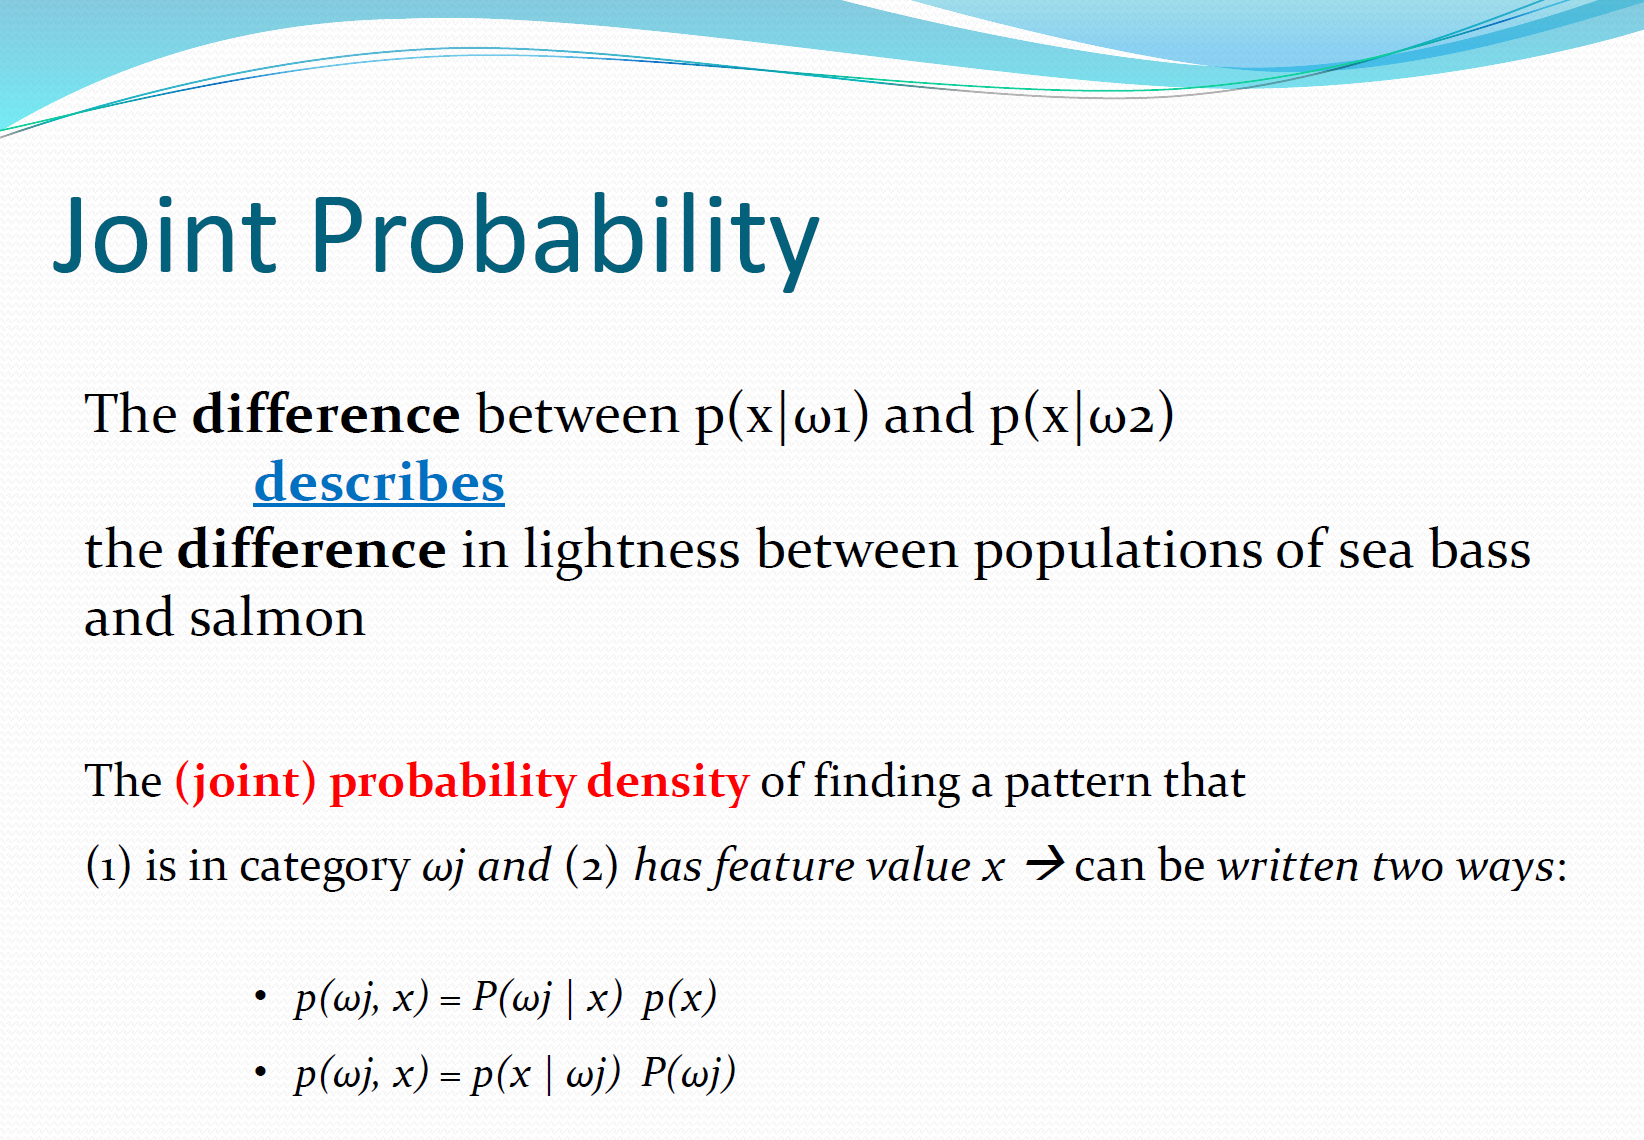 Joint Probability
The difference between p(x|ω1) and p(x|ω2)
describes
the difference in lightness between populations of sea bass
and salmon
The (joint) probability density of finding a pattern that
(1) is in category ωj and (2) has feature value x → can be written two ways:
• p(ωj, x) = P(ωj | x) p(x)
• p(ωj, x) = p(x | ωj) P(ωj)